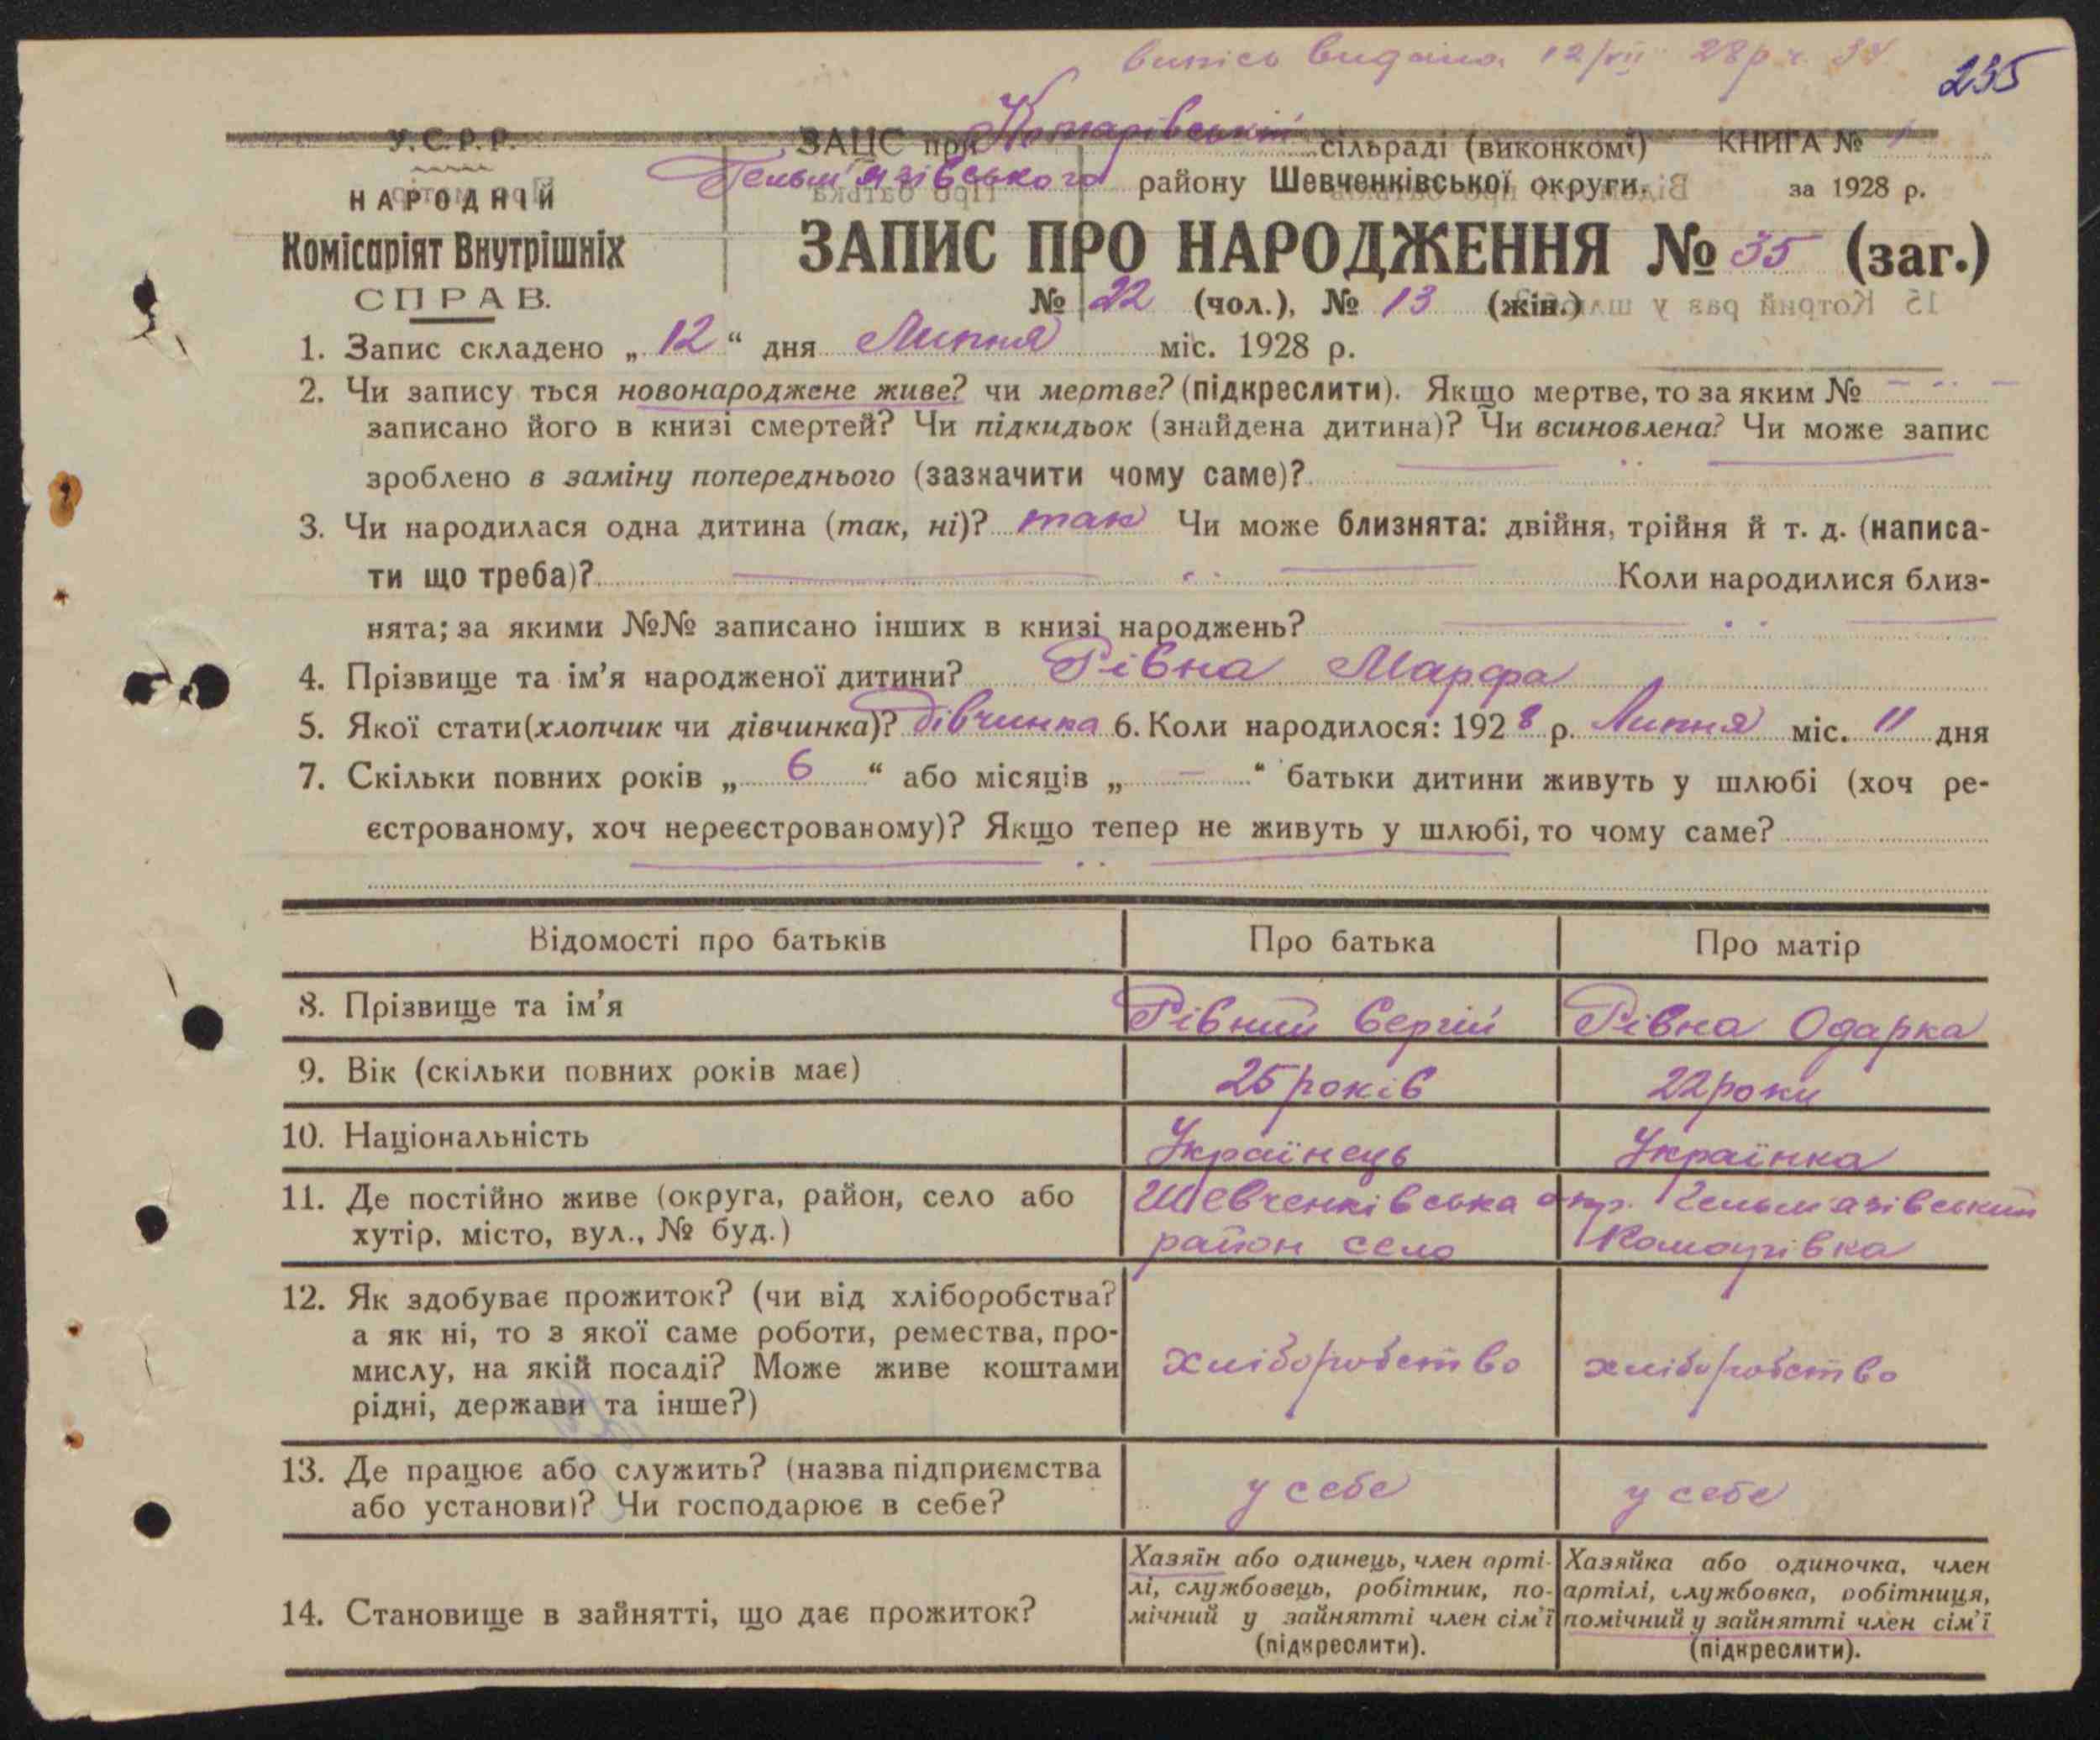 випись видана 12/VII 28р.
235
У.С.Р.Р.
НАРОДНІЙ
Комісаріят Внутрішніх
СПРАВ.
ЗАЦС при сільраді (виконкомі) КНИГА № 1
Гельм'язівського району Шевченківської округи. за 1928 р.
ЗАПИС ПРО НАРОДЖЕННЯ № 35 (заг.)
№ 22 (чол.), № 13 (жін.)
1. Запис складено „ 12 “ дня Липня міс. 1928 р.
2. Чи запису ться новонароджене живе? чи мертве? (підкреслити). Якщо мертве, то за яким №
записано його в книзі смертей? Чи підкидьок (знайдена дитина)? Чи всиновлена? Чи може запис
зроблено в заміну попереднього (зазначити чому саме)?
3. Чи народилася одна дитина (так, ні)? так Чи може близнята: двійня, трійня й т. д. (написа-
ти що треба)? Коли народилися близ-
нята; за якими №№ записано інших в книзі народжень?
4. Прізвище та ім’я народженої дитини? Рівна Марфа
5. Якої стати (хлопчик чи дівчинка)? дівчинка 6. Коли народилося: 1928 р. Липня міс. 11 дня
7. Скільки повних років „ 6 “ або місяців „ — “ батьки дитини живуть у шлюбі (хоч ре-
єстрованому, хоч нереєстрованому)? Якщо тепер не живуть у шлюбі, то чому саме?
Відомості про батьків Про батька Про матір
8. Прізвище та ім’я Рівний Сергій Рівна Одарка
9. Вік (скільки повних років має) 25 років 22 роки
10. Національність Українець Українка
11. Де постійно живе (округа, район, село або Шевченківська окр. Гельмязівський
хутір, місто, вул., № буд.) район село
12. Як здобуває прожиток? (чи від хліборобства?
а як ні, то з якої саме роботи, ремества, про-
мислу, на якій посаді? Може живе коштами хліборобство хліборобство
рідні, держави та інше?)
13. Де працює або служить? (назва підприємства
або установи)? Чи господарює в себе? у себе у себе
14. Становище в зайнятті, що дає прожиток?
Хазяїн або одинець, член арті-
лі, службовець, робітник, по-
мічний у зайнятті член сім’ї
(підкреслити).
Хазяйка або одиночка, член
артілі, службовка, робітниця,
помічний у зайнятті член сім’ї
(підкреслити).